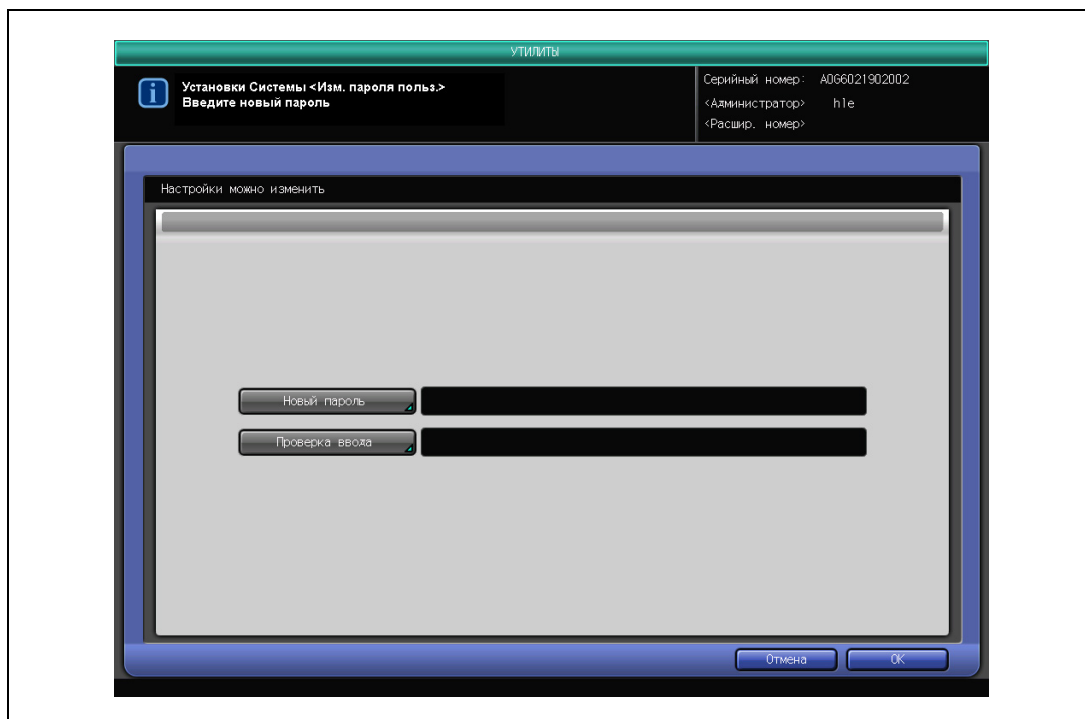 УТИЛИТЫ
Установки Системы <Изм. пароля польз.>
Введите новый пароль
Серийный номер: A0G6021902002
<Администратор> hle
<Расшир. номер>
Настройки можно изменить
Новый пароль
Проверка ввода
Отмена
OK